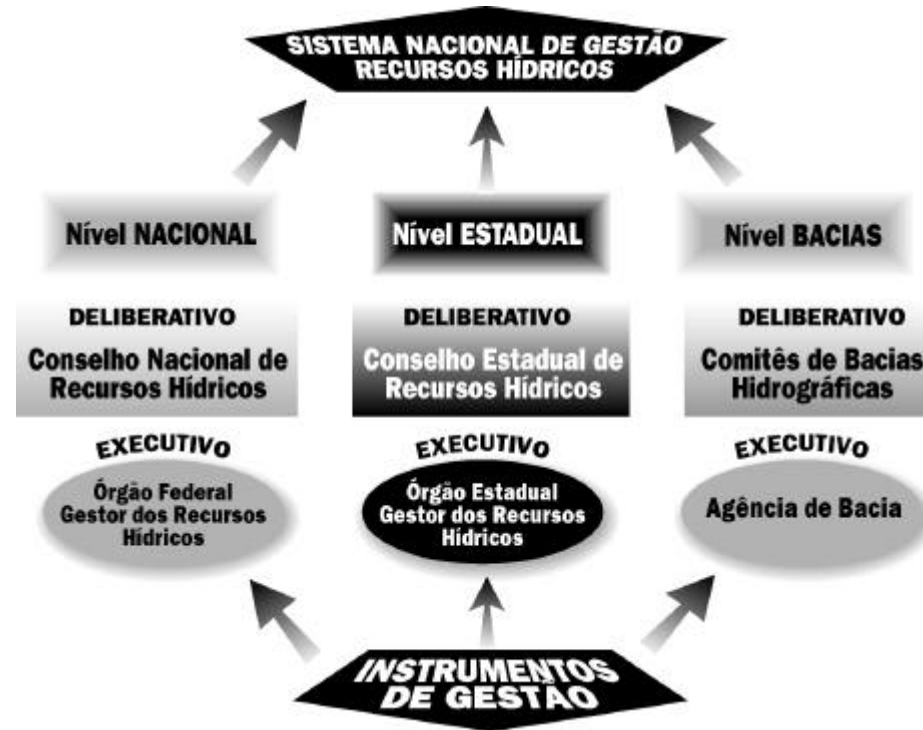 SISTEMA NACIONAL DE GESTÃO
RECURSOS HÍDRICOS
Nível NACIONAL
Nível ESTADUAL
Nível BACIAS
DELIBERATIVO
Conselho Nacional de
Recursos Hídricos
DELIBERATIVO
Conselho Estadual de
Recursos Hídricos
DELIBERATIVO
Comitês de Bacias
Hidrográficas
EXECUTIVO
Órgão Federal
Gestor dos Recursos
Hídricos
EXECUTIVO
Órgão Estadual
Gestor dos Recursos
Hídricos
EXECUTIVO
Agência de Bacia
INSTRUMENTOS
DE GESTÃO